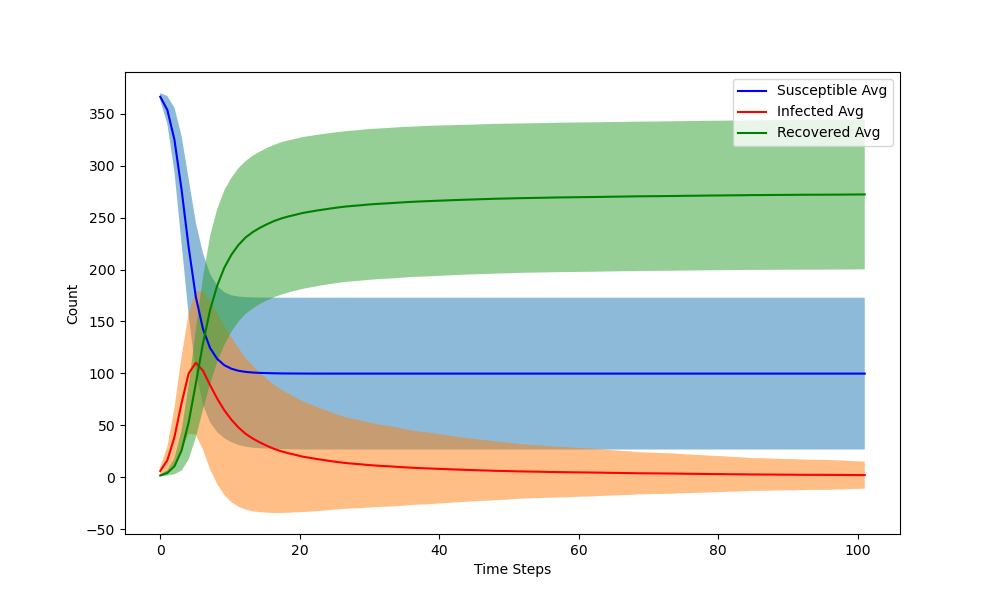 Susceptible Avg
Infected Avg
Recovered Avg
350
300
250
200
150
100
50
0
−50
Count
0 20 40 60 80 100
Time Steps